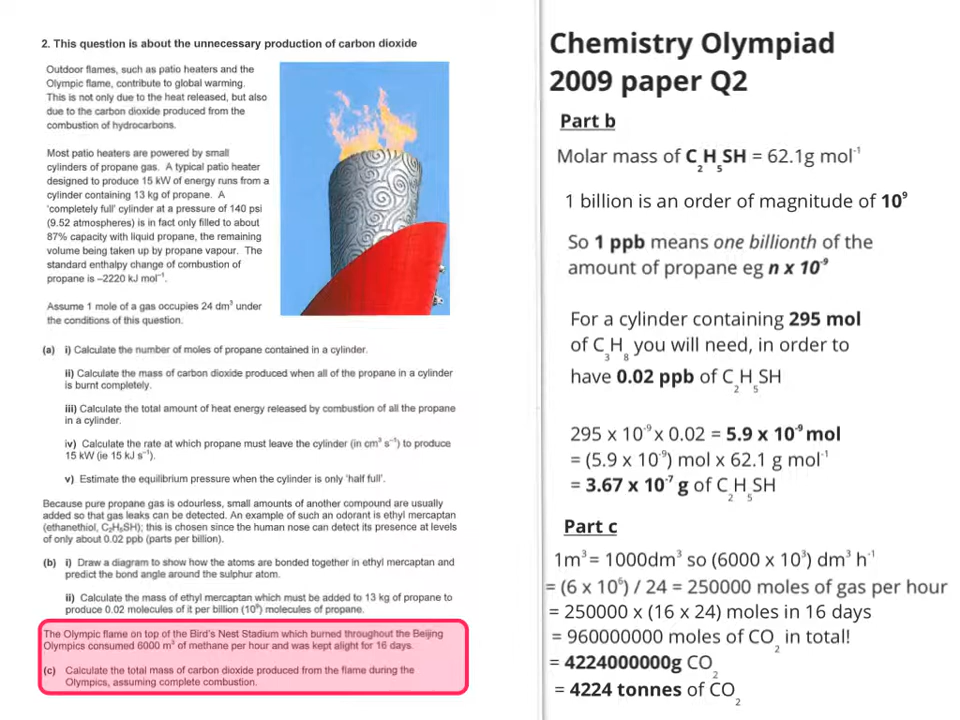 2. This question is about the unnecessary production of carbon dioxide
Outdoor flames, such as patio heaters and the
Olympic flame, contribute to global warming.
This is not only due to the heat released, but also
due to the carbon dioxide produced from the
combustion of hydrocarbons.
Most patio heaters are powered by small
cylinders of propane gas. A typical patio heater
designed to produce 15 kW of energy runs from a
cylinder containing 13 kg of propane. A
'completely full' cylinder at a pressure of 140 psi
(9.52 atmospheres) is in fact only filled to about
87% capacity with liquid propane, the remaining
volume being taken up by propane vapour. The
standard enthalpy change of combustion of
propane is –2220 kJ mol⁻¹.
Assume 1 mole of a gas occupies 24 dm³ under
the conditions of this question.
(a) i) Calculate the number of moles of propane contained in a cylinder.
ii) Calculate the mass of carbon dioxide produced when all of the propane in a cylinder
is burnt completely.
iii) Calculate the total amount of heat energy released by combustion of all the propane
in a cylinder.
iv) Calculate the rate at which propane must leave the cylinder (in cm³ s⁻¹) to produce
15 kW (ie 15 kJ s⁻¹).
v) Estimate the equilibrium pressure when the cylinder is only 'half full'.
Because pure propane gas is odourless, small amounts of another compound are usually
added so that gas leaks can be detected. An example of such an odorant is ethyl mercaptan
(ethanethiol, C₂H₅SH); this is chosen since the human nose can detect its presence at levels
of only about 0.02 ppb (parts per billion).
(b) i) Draw a diagram to show how the atoms are bonded together in ethyl mercaptan and
predict the bond angle around the sulphur atom.
ii) Calculate the mass of ethyl mercaptan which must be added to 13 kg of propane to
produce 0.02 molecules of it per billion (10⁹) molecules of propane.
The Olympic flame on top of the Bird's Nest Stadium which burned throughout the Beijing
Olympics consumed 6000 m³ of methane per hour and was kept alight for 16 days.
(c) Calculate the total mass of carbon dioxide produced from the flame during the
Olympics, assuming complete combustion.
Chemistry Olympiad
2009 paper Q2
Part b
Molar mass of C₂H₅SH = 62.1g mol⁻¹
1 billion is an order of magnitude of 10⁹
So 1 ppb means one billionth of the
amount of propane eg n x 10⁻⁹
For a cylinder containing 295 mol
of C₃H₈ you will need, in order to
have 0.02 ppb of C₂H₅SH
295 x 10⁻⁹ x 0.02 = 5.9 x 10⁻⁹ mol
= (5.9 x 10⁻⁹) mol x 62.1 g mol⁻¹
= 3.67 x 10⁻⁷ g of C₂H₅SH
Part c
1m³ = 1000dm³ so (6000 x 10³) dm³ h⁻¹
= (6 x 10⁶) / 24 = 250000 moles of gas per hour
= 250000 x (16 x 24) moles in 16 days
= 960000000 moles of CO₂ in total!
= 4224000000g CO₂
= 4224 tonnes of CO₂